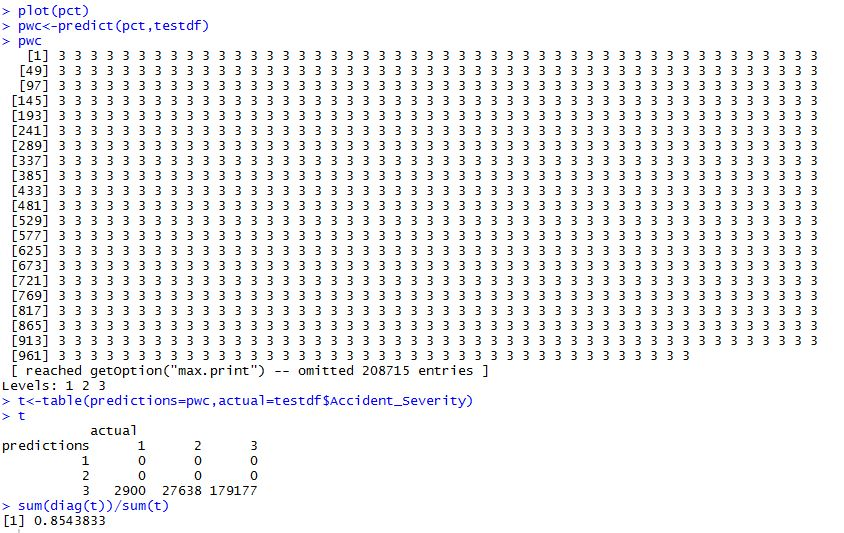 > plot(pct)
> pwc<-predict(pct,testdf)
> pwc
[1] 3 3 3 3 3 3 3 3 3 3 3 3 3 3 3 3 3 3 3 3 3 3 3 3 3 3 3 3 3 3 3 3 3 3 3 3 3 3 3 3 3 3 3 3 3 3 3 3
[49] 3 3 3 3 3 3 3 3 3 3 3 3 3 3 3 3 3 3 3 3 3 3 3 3 3 3 3 3 3 3 3 3 3 3 3 3 3 3 3 3 3 3 3 3 3 3 3 3
[97] 3 3 3 3 3 3 3 3 3 3 3 3 3 3 3 3 3 3 3 3 3 3 3 3 3 3 3 3 3 3 3 3 3 3 3 3 3 3 3 3 3 3 3 3 3 3 3 3
[145] 3 3 3 3 3 3 3 3 3 3 3 3 3 3 3 3 3 3 3 3 3 3 3 3 3 3 3 3 3 3 3 3 3 3 3 3 3 3 3 3 3 3 3 3 3 3 3 3
[193] 3 3 3 3 3 3 3 3 3 3 3 3 3 3 3 3 3 3 3 3 3 3 3 3 3 3 3 3 3 3 3 3 3 3 3 3 3 3 3 3 3 3 3 3 3 3 3 3
[241] 3 3 3 3 3 3 3 3 3 3 3 3 3 3 3 3 3 3 3 3 3 3 3 3 3 3 3 3 3 3 3 3 3 3 3 3 3 3 3 3 3 3 3 3 3 3 3 3
[289] 3 3 3 3 3 3 3 3 3 3 3 3 3 3 3 3 3 3 3 3 3 3 3 3 3 3 3 3 3 3 3 3 3 3 3 3 3 3 3 3 3 3 3 3 3 3 3 3
[337] 3 3 3 3 3 3 3 3 3 3 3 3 3 3 3 3 3 3 3 3 3 3 3 3 3 3 3 3 3 3 3 3 3 3 3 3 3 3 3 3 3 3 3 3 3 3 3 3
[385] 3 3 3 3 3 3 3 3 3 3 3 3 3 3 3 3 3 3 3 3 3 3 3 3 3 3 3 3 3 3 3 3 3 3 3 3 3 3 3 3 3 3 3 3 3 3 3 3
[433] 3 3 3 3 3 3 3 3 3 3 3 3 3 3 3 3 3 3 3 3 3 3 3 3 3 3 3 3 3 3 3 3 3 3 3 3 3 3 3 3 3 3 3 3 3 3 3 3
[481] 3 3 3 3 3 3 3 3 3 3 3 3 3 3 3 3 3 3 3 3 3 3 3 3 3 3 3 3 3 3 3 3 3 3 3 3 3 3 3 3 3 3 3 3 3 3 3 3
[529] 3 3 3 3 3 3 3 3 3 3 3 3 3 3 3 3 3 3 3 3 3 3 3 3 3 3 3 3 3 3 3 3 3 3 3 3 3 3 3 3 3 3 3 3 3 3 3 3
[577] 3 3 3 3 3 3 3 3 3 3 3 3 3 3 3 3 3 3 3 3 3 3 3 3 3 3 3 3 3 3 3 3 3 3 3 3 3 3 3 3 3 3 3 3 3 3 3 3
[625] 3 3 3 3 3 3 3 3 3 3 3 3 3 3 3 3 3 3 3 3 3 3 3 3 3 3 3 3 3 3 3 3 3 3 3 3 3 3 3 3 3 3 3 3 3 3 3 3
[673] 3 3 3 3 3 3 3 3 3 3 3 3 3 3 3 3 3 3 3 3 3 3 3 3 3 3 3 3 3 3 3 3 3 3 3 3 3 3 3 3 3 3 3 3 3 3 3 3
[721] 3 3 3 3 3 3 3 3 3 3 3 3 3 3 3 3 3 3 3 3 3 3 3 3 3 3 3 3 3 3 3 3 3 3 3 3 3 3 3 3 3 3 3 3 3 3 3 3
[769] 3 3 3 3 3 3 3 3 3 3 3 3 3 3 3 3 3 3 3 3 3 3 3 3 3 3 3 3 3 3 3 3 3 3 3 3 3 3 3 3 3 3 3 3 3 3 3 3
[817] 3 3 3 3 3 3 3 3 3 3 3 3 3 3 3 3 3 3 3 3 3 3 3 3 3 3 3 3 3 3 3 3 3 3 3 3 3 3 3 3 3 3 3 3 3 3 3 3
[865] 3 3 3 3 3 3 3 3 3 3 3 3 3 3 3 3 3 3 3 3 3 3 3 3 3 3 3 3 3 3 3 3 3 3 3 3 3 3 3 3 3 3 3 3 3 3 3 3
[913] 3 3 3 3 3 3 3 3 3 3 3 3 3 3 3 3 3 3 3 3 3 3 3 3 3 3 3 3 3 3 3 3 3 3 3 3 3 3 3 3 3 3 3 3 3 3 3 3
[961] 3 3 3 3 3 3 3 3 3 3 3 3 3 3 3 3 3 3 3 3 3 3 3 3 3 3 3 3 3 3 3 3 3 3 3 3 3 3 3 3
[ reached getOption("max.print") -- omitted 208715 entries ]
Levels: 1 2 3
> t<-table(predictions=pwc,actual=testdf$Accident_Severity)
> t
actual
predictions 1 2 3
1 0 0 0
2 0 0 0
3 2900 27638 179177
> sum(diag(t))/sum(t)
[1] 0.8543833